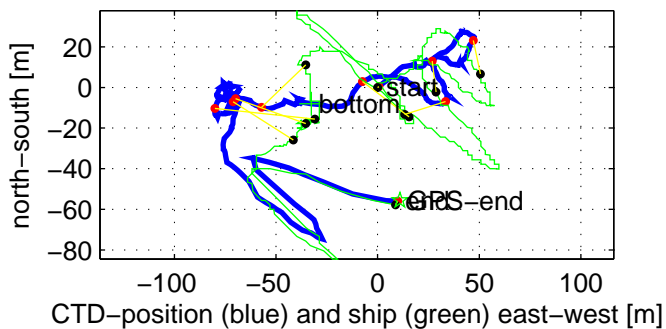 north−south [m]
20
0
−20
−40
−60
−80
start
bottom
end
GPS−end
−100
−50
0
50
100
CTD−position (blue) and ship (green) east−west [m]